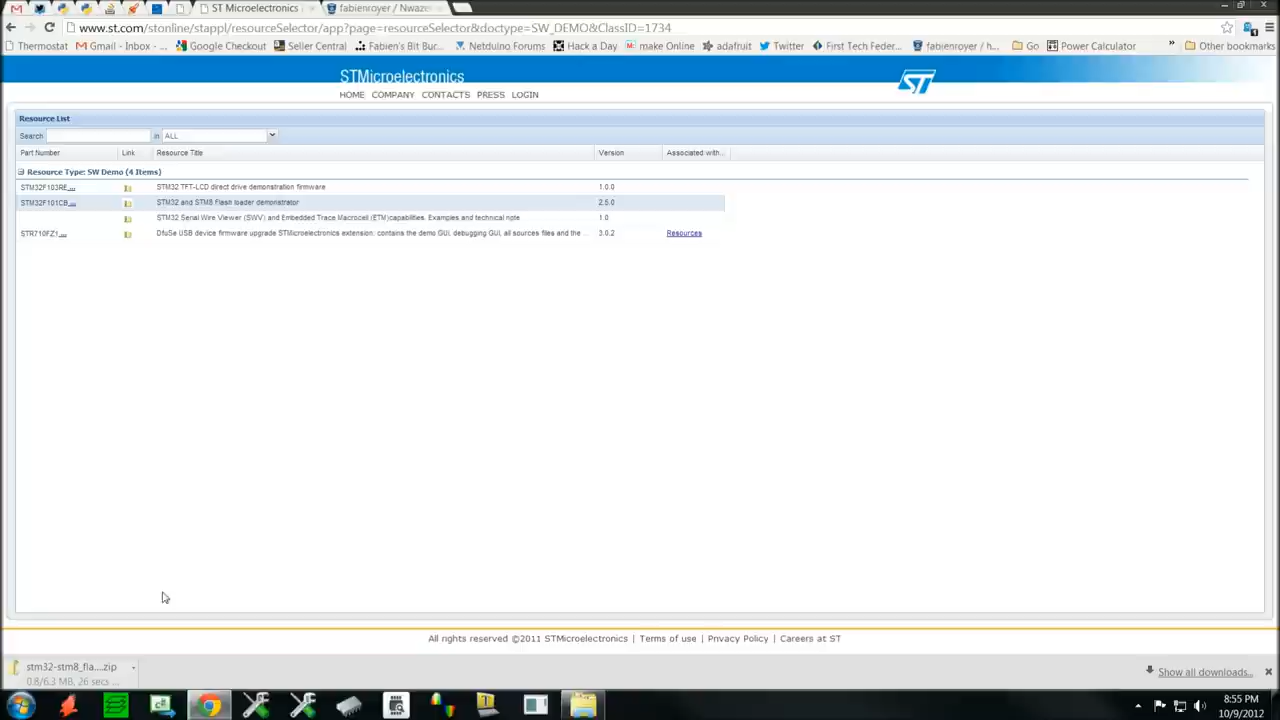 ST Microelectronics
fabienroyer / Nwaze
www.st.com/stonline/stappl/resourceSelector/app?page=resourceSelector&doctype=SW_DEMO&ClassID=1734
Thermostat Gmail - Inbox - ... Google Checkout Seller Central Fabien's Bit Buc... Netduino Forums Hack a Day make Online adafruit Twitter First Tech Feder... fabienroyer / h... Go Power Calculator » Other bookmarks
STMicroelectronics
HOME COMPANY CONTACTS PRESS LOGIN
Resource List
Search in ALL
Part Number Link Resource Title Version Associated with...
Resource Type: SW Demo (4 Items)
STM32F103RE... STM32 TFT-LCD direct drive demonstration firmware 1.0.0
STM32F101CB... STM32 and STM8 Flash loader demonstrator 2.5.0
STM32 Serial Wire Viewer (SWV) and Embedded Trace Macrocell (ETM)capabilities. Examples and technical note 1.0
STR710FZ1... DfuSe USB device firmware upgrade STMicroelectronics extension: contains the demo GUI, debugging GUI, all sources files and the ... 3.0.2 Resources
All rights reserved ©2011 STMicroelectronics | Terms of use | Privacy Policy | Careers at ST
stm32-stm8_fla....zip
0.8/6.3 MB, 26 secs ...
Show all downloads...
8:55 PM
10/9/2012